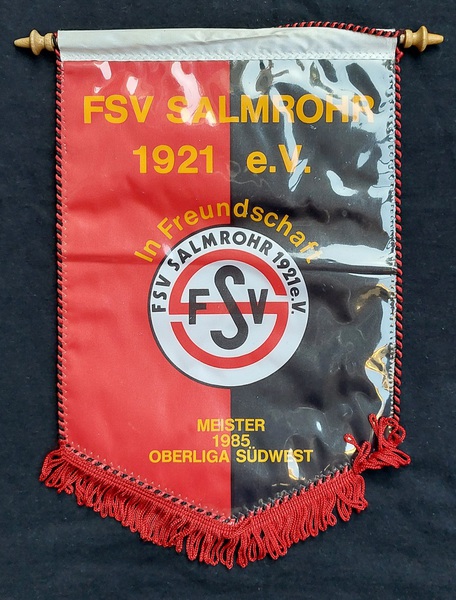 FSV SALMROHR
1921 e.V.
In Freundschaft
FSV SALMROHR 1921 e.V.
FSV
MEISTER
1985
OBERLIGA SÜDWEST